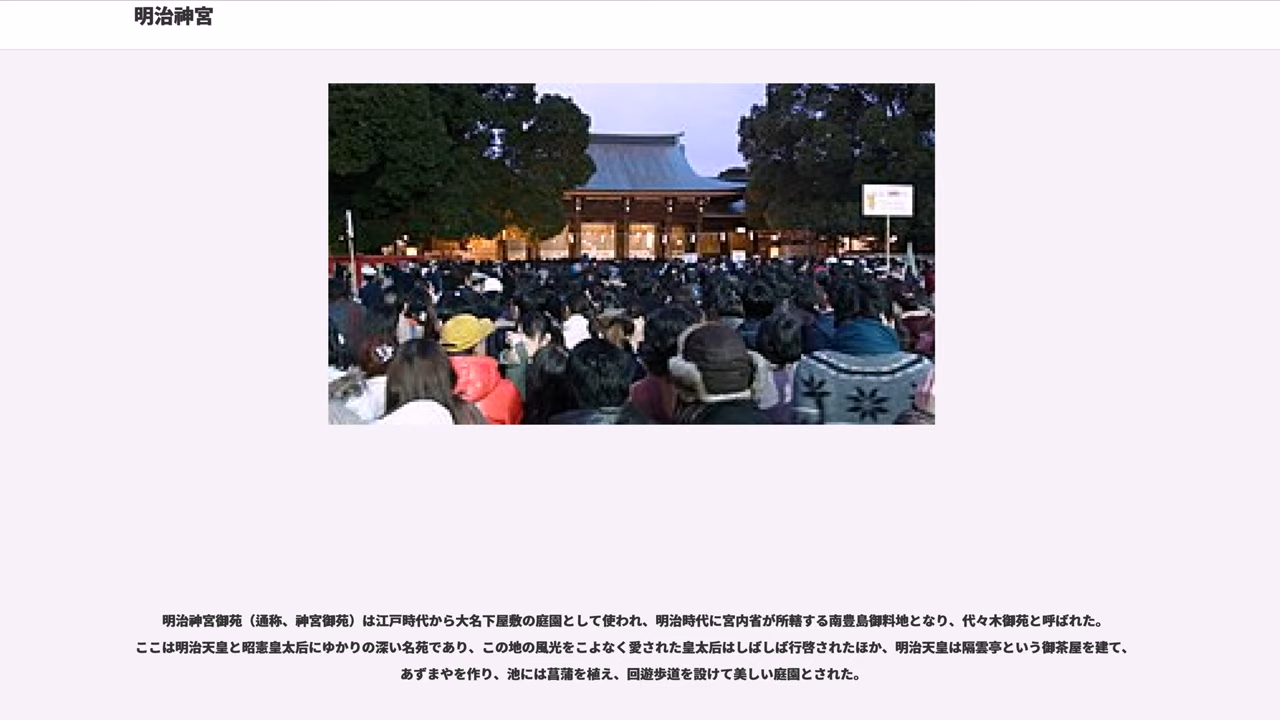 明治神宮
明治神宮御苑（通称、神宮御苑）は江戸時代から大名下屋敷の庭園として使われ、明治時代に宮内省が所轄する南豊島御料地となり、代々木御苑と呼ばれた。
ここは明治天皇と昭憲皇太后にゆかりの深い名苑であり、この地の風光をこよなく愛された皇太后はしばしば行啓されたほか、明治天皇は隔雲亭という御茶屋を建て、
あずまやを作り、池には菖蒲を植え、回遊歩道を設けて美しい庭園とされた。